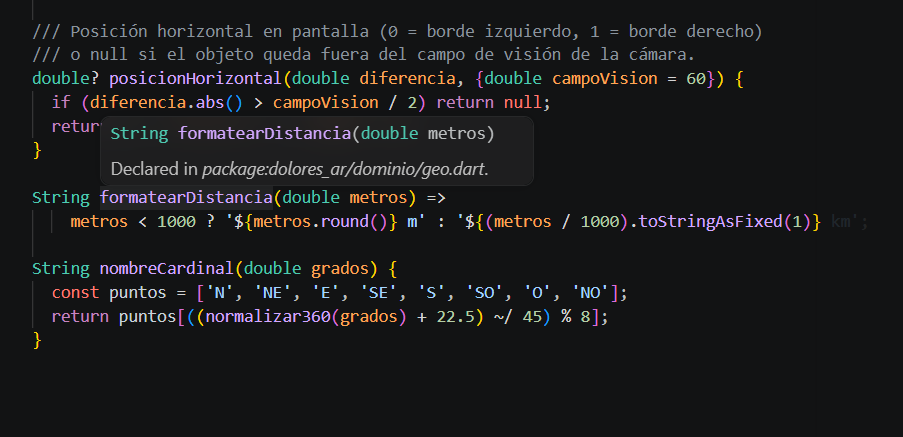 /// Posición horizontal en pantalla (0 = borde izquierdo, 1 = borde derecho)
/// o null si el objeto queda fuera del campo de visión de la cámara.
double? posicionHorizontal(double diferencia, {double campoVision = 60}) {
if (diferencia.abs() > campoVision / 2) return null;
retur
String formatearDistancia(double metros)
}
Declared in package:dolores_ar/dominio/geo.dart.
String formatearDistancia(double metros) =>
metros < 1000 ? '${metros.round()} m' : '${(metros / 1000).toStringAsFixed(1)} km';
String nombreCardinal(double grados) {
const puntos = ['N', 'NE', 'E', 'SE', 'S', 'SO', 'O', 'NO'];
return puntos[((normalizar360(grados) + 22.5) ~/ 45) % 8];
}